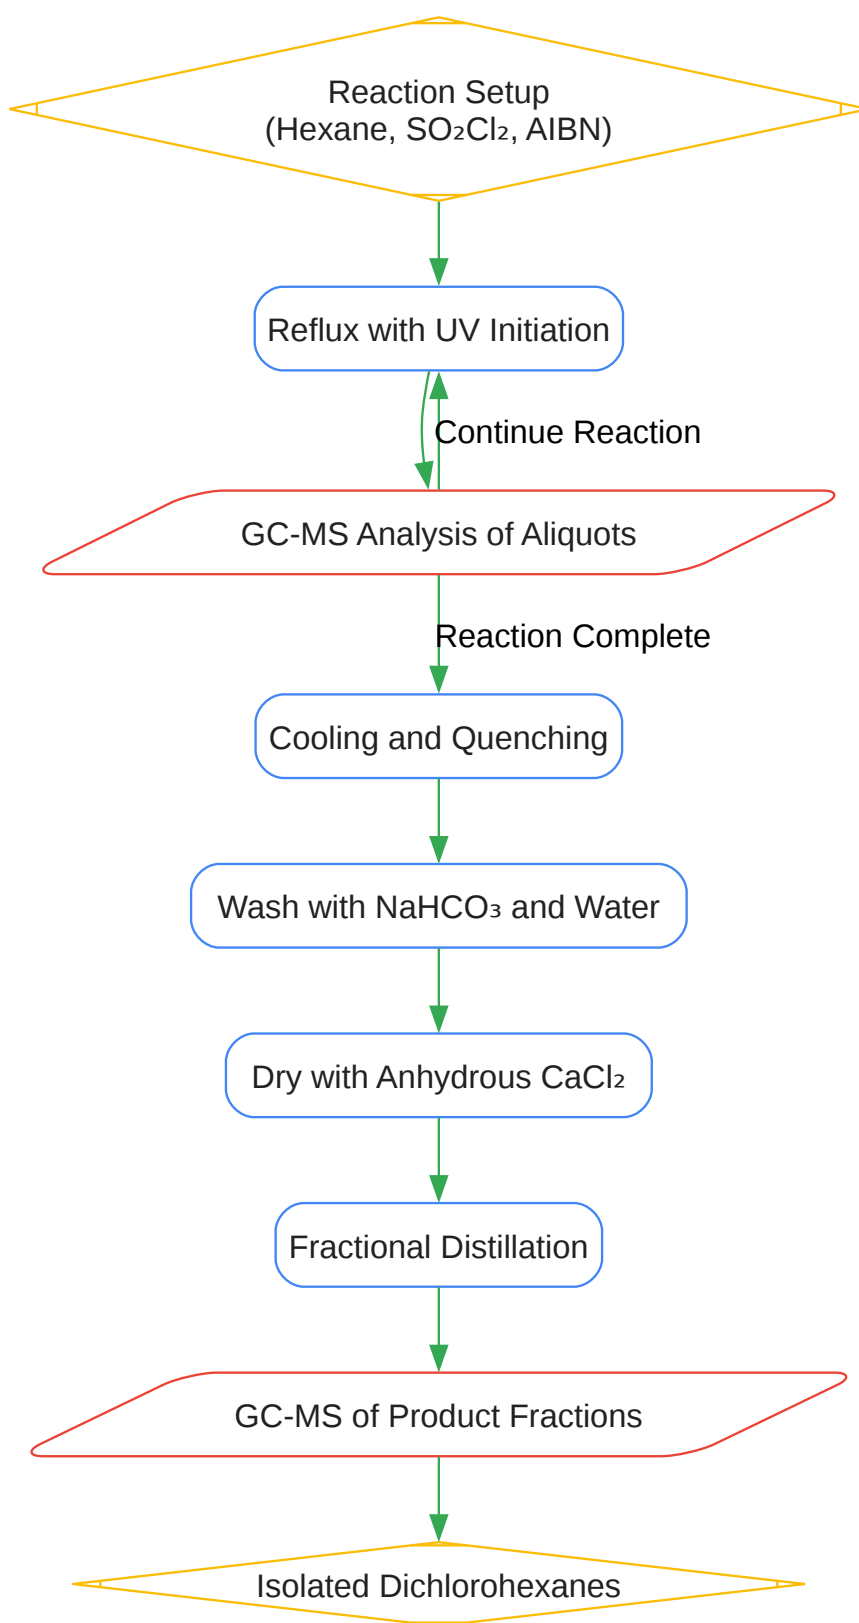 Reaction Setup
(Hexane, SO₂Cl₂, AIBN)
Reflux with UV Initiation
Continue Reaction
GC-MS Analysis of Aliquots
Reaction Complete
Cooling and Quenching
Wash with NaHCO₃ and Water
Dry with Anhydrous CaCl₂
Fractional Distillation
GC-MS of Product Fractions
Isolated Dichlorohexanes